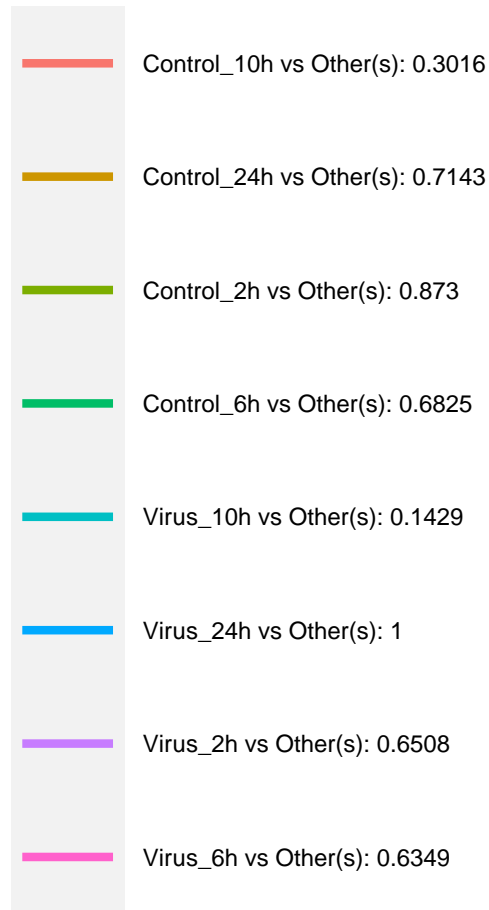 Control_10h vs Other(s): 0.3016
Control_24h vs Other(s): 0.7143
Control_2h vs Other(s): 0.873
Control_6h vs Other(s): 0.6825
Virus_10h vs Other(s): 0.1429
Virus_24h vs Other(s): 1
Virus_2h vs Other(s): 0.6508
Virus_6h vs Other(s): 0.6349